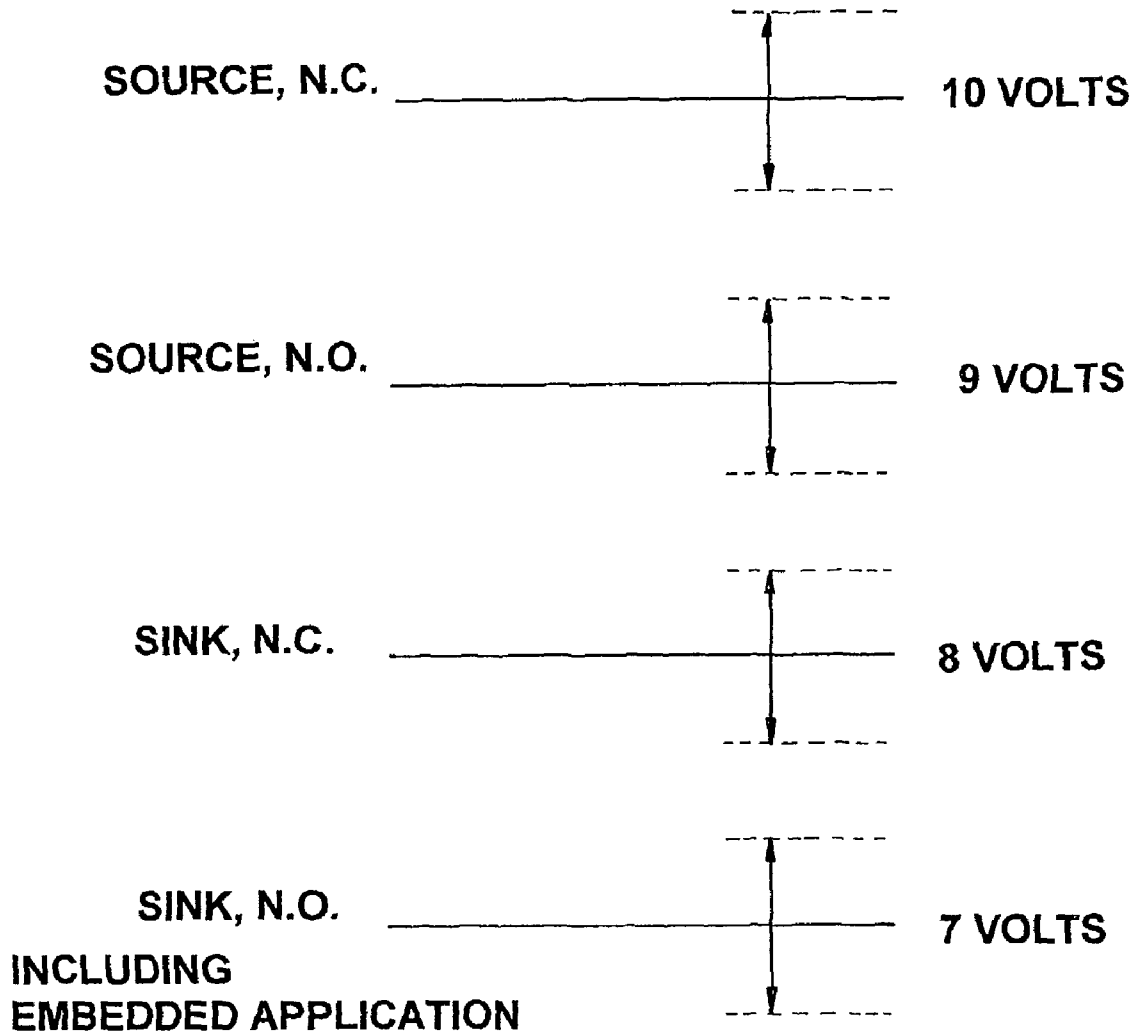 SOURCE, N.C.
10 VOLTS
SOURCE, N.O.
9 VOLTS
SINK, N.C.
8 VOLTS
SINK, N.O.
7 VOLTS
INCLUDING
EMBEDDED APPLICATION